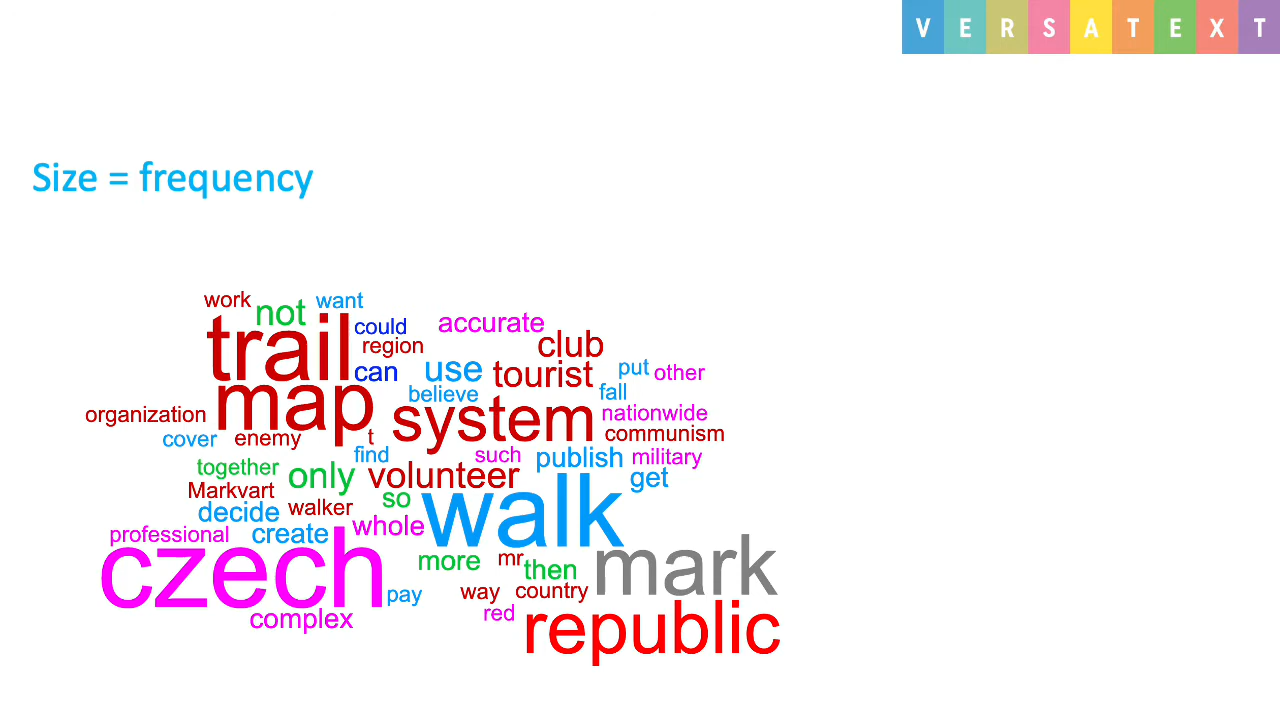 VERSATEXT
Size = frequency
work
not
want
trail
could
accurate
region
club
can
use
tourist
put
other
map
believe
fall
organization
system
nationwide
cover
enemy
t
communism
find
such
publish
military
together
only
volunteer
get
Markvart
so
walk
decide
walker
whole
professional
create
czech
more
mr
then
mark
pay
way
country
complex
red
republic